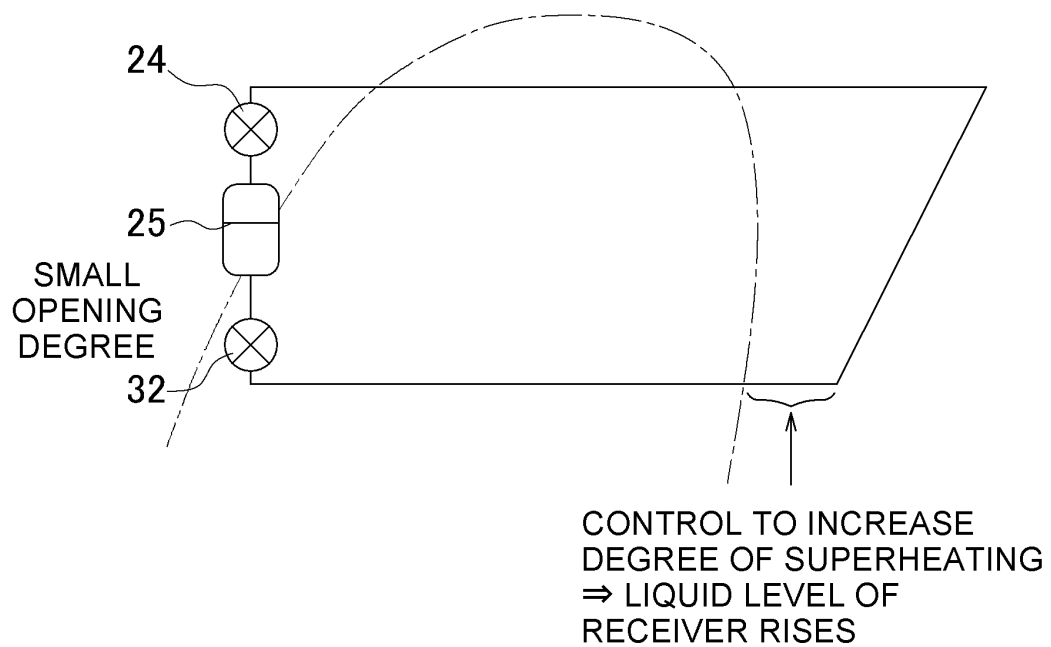 24
25
SMALL
OPENING
DEGREE
32
CONTROL TO INCREASE
DEGREE OF SUPERHEATING
⇒ LIQUID LEVEL OF
RECEIVER RISES